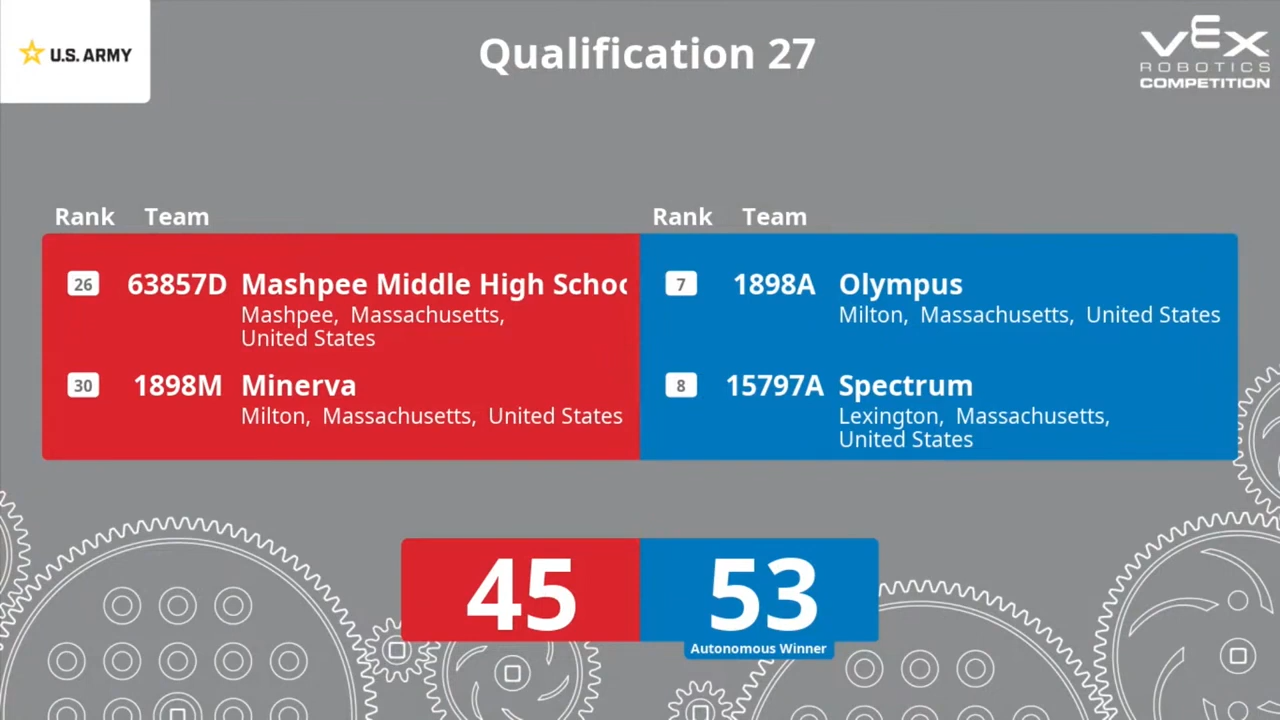 U.S. ARMY
Qualification 27
VEX
ROBOTICS
COMPETITION
Rank Team
Rank Team
26 63857D Mashpee Middle High Schoo
Mashpee, Massachusetts,
United States
30 1898M Minerva
Milton, Massachusetts, United States
7 1898A Olympus
Milton, Massachusetts, United States
8 15797A Spectrum
Lexington, Massachusetts,
United States
45
53
Autonomous Winner